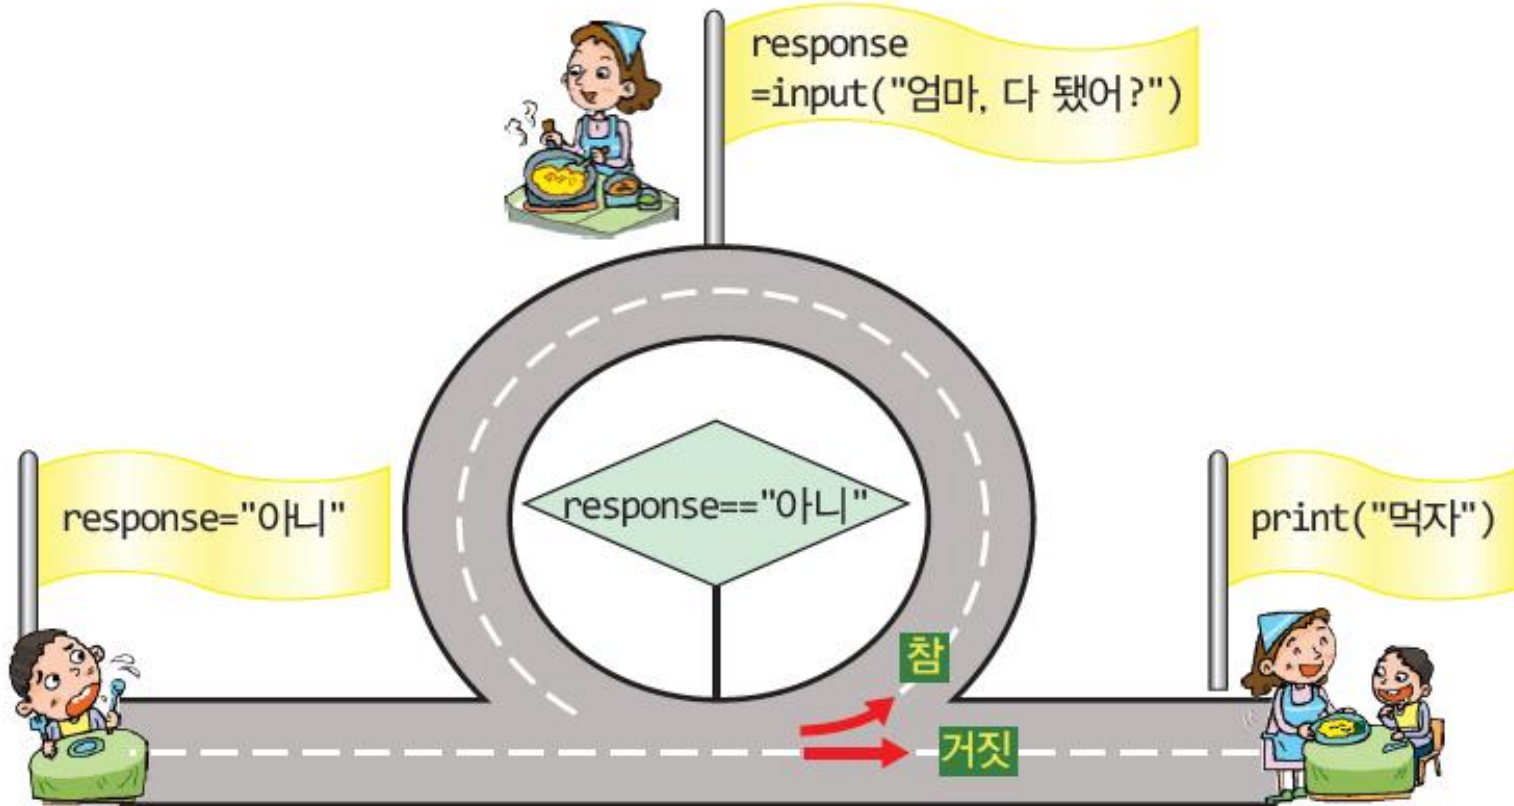 response
=input("엄마, 다 됐어?")
response="아니"
response=="아니"
print("먹자")
참
거짓